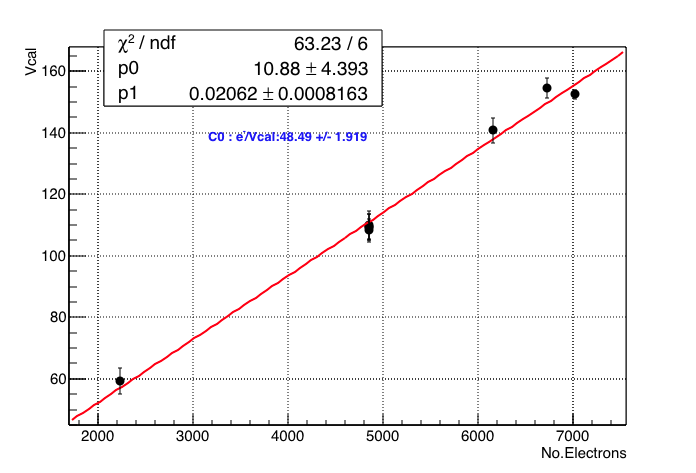 χ² / ndf 63.23 / 6
p0 10.88 ± 4.393
p1 0.02062 ± 0.0008163
C0 : e'/Vcal:48.49 +/- 1.919
Vcal
160
140
120
100
80
60
2000 3000 4000 5000 6000 7000
No.Electrons